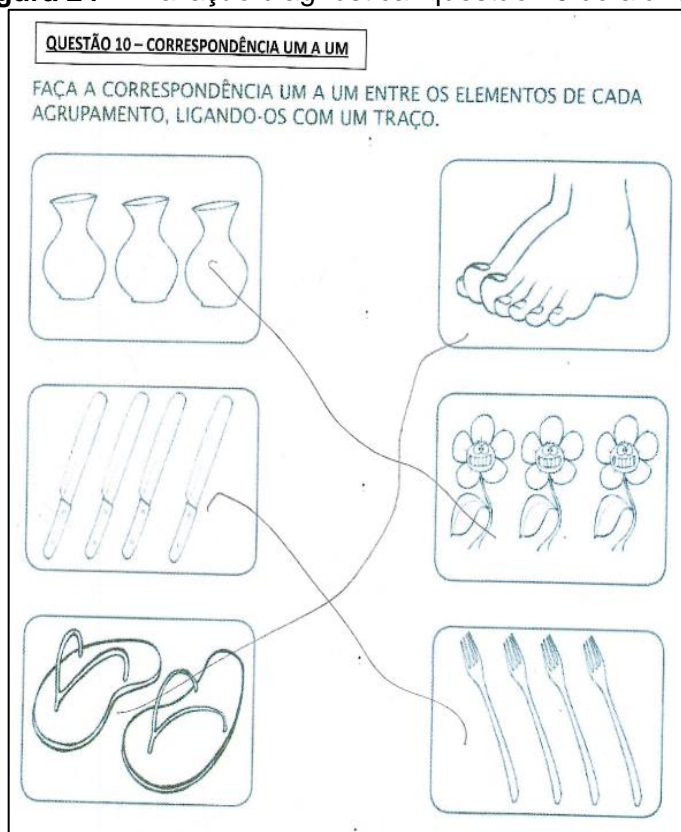 QUESTÃO 10 – CORRESPONDÊNCIA UM A UM
FAÇA A CORRESPONDÊNCIA UM A UM ENTRE OS ELEMENTOS DE CADA
AGRUPAMENTO, LIGANDO-OS COM UM TRAÇO.